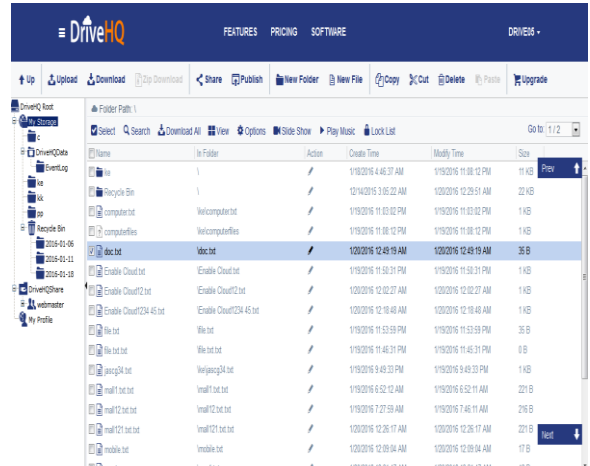 ≡ DriveHQ FEATURES PRICING SOFTWARE DRIVE05
Up Upload Download Zip Download Share Publish New Folder New File Copy Cut Delete Paste Upgrade
DriveHQ Root
My Storage
c
DriveHQData
EventLog
ke
kk
pp
Recycle Bin
2016-01-06
2016-01-11
2016-01-18
DriveHQShare
webmaster
My Profile
Folder Path: \
Select Search Download All View Options Slide Show Play Music Lock List Go to: 1 / 2
Name In Folder Action Create Time Modify Time Size
Prev
ke \ 1/18/2016 4:46:37 AM 1/19/2016 11:08:12 PM 11 KB
Recycle Bin \ 12/14/2015 3:05:22 AM 1/20/2016 12:29:51 AM 22 KB
computer.txt \ke\computer.txt 1/19/2016 11:03:02 PM 1/19/2016 11:03:02 PM 1 KB
computerfiles \ke\computerfiles 1/19/2016 11:08:12 PM 1/19/2016 11:08:12 PM 1 KB
doc.txt \doc.txt 1/20/2016 12:49:19 AM 1/20/2016 12:49:19 AM 35 B
Enable Cloud.txt \Enable Cloud.txt 1/19/2016 11:50:31 PM 1/19/2016 11:50:31 PM 1 KB
Enable Cloud12.txt \Enable Cloud12.txt 1/20/2016 12:02:27 AM 1/20/2016 12:02:27 AM 1 KB
Enable Cloud1234 45.txt \Enable Cloud1234 45.txt 1/20/2016 12:18:48 AM 1/20/2016 12:18:48 AM 1 KB
file.txt \file.txt 1/19/2016 11:53:59 PM 1/19/2016 11:53:59 PM 35 B
file.txt.txt \file.txt.txt 1/19/2016 11:46:31 PM 1/19/2016 11:45:31 PM 0 B
jascg34.txt \ke\jascg34.txt 1/19/2016 9:49:33 PM 1/19/2016 9:49:33 PM 1 KB
mall1.txt.txt \mall1.txt.txt 1/19/2016 6:52:12 AM 1/19/2016 6:52:11 AM 221 B
mall12.txt.txt \mall12.txt.txt 1/19/2016 7:27:59 AM 1/19/2016 7:46:11 AM 216 B
mall121.txt.txt \mall121.txt.txt 1/20/2016 12:26:17 AM 1/20/2016 12:26:17 AM 221 B
Next
mobile.txt \mobile.txt 1/20/2016 12:09:04 AM 1/20/2016 12:09:04 AM 17 B